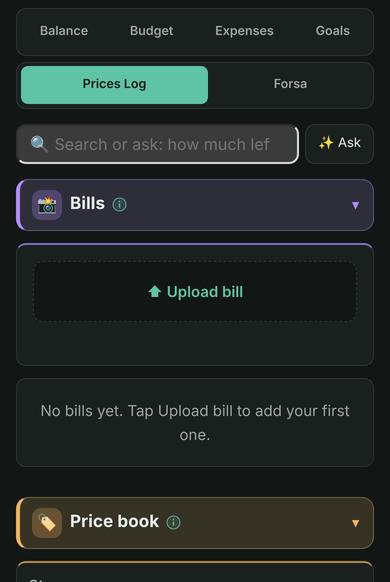 Balance Budget Expenses Goals
Prices Log Forsa
Search or ask: how much lef
Ask
Bills
Upload bill
No bills yet. Tap Upload bill to add your first
one.
Price book